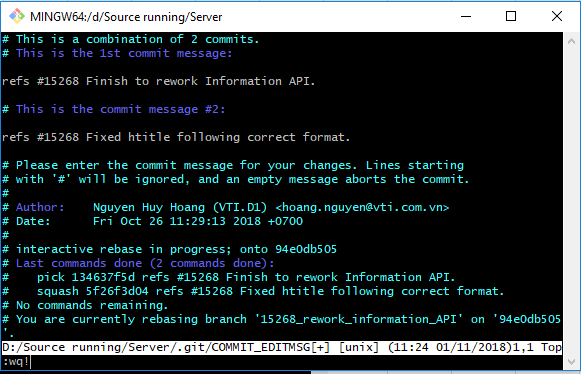 MINGW64:/d/Source running/Server
# This is a combination of 2 commits.
# This is the 1st commit message:
refs #15268 Finish to rework Information API.
# This is the commit message #2:
refs #15268 Fixed htitle following correct format.
# Please enter the commit message for your changes. Lines starting
# with '#' will be ignored, and an empty message aborts the commit.
#
# Author:    Nguyen Huy Hoang (VTI.D1) <hoang.nguyen@vti.com.vn>
# Date:      Fri Oct 26 11:29:13 2018 +0700
#
# interactive rebase in progress; onto 94e0db505
# Last commands done (2 commands done):
#    pick 134637f5d refs #15268 Finish to rework Information API.
#    squash 5f26f3d04 refs #15268 Fixed htitle following correct format.
# No commands remaining.
# You are currently rebasing branch '15268_rework_information_API' on '94e0db505
'.
D:/Source running/Server/.git/COMMIT_EDITMSG[+] [unix] (11:24 01/11/2018)1,1 Top
:wq!